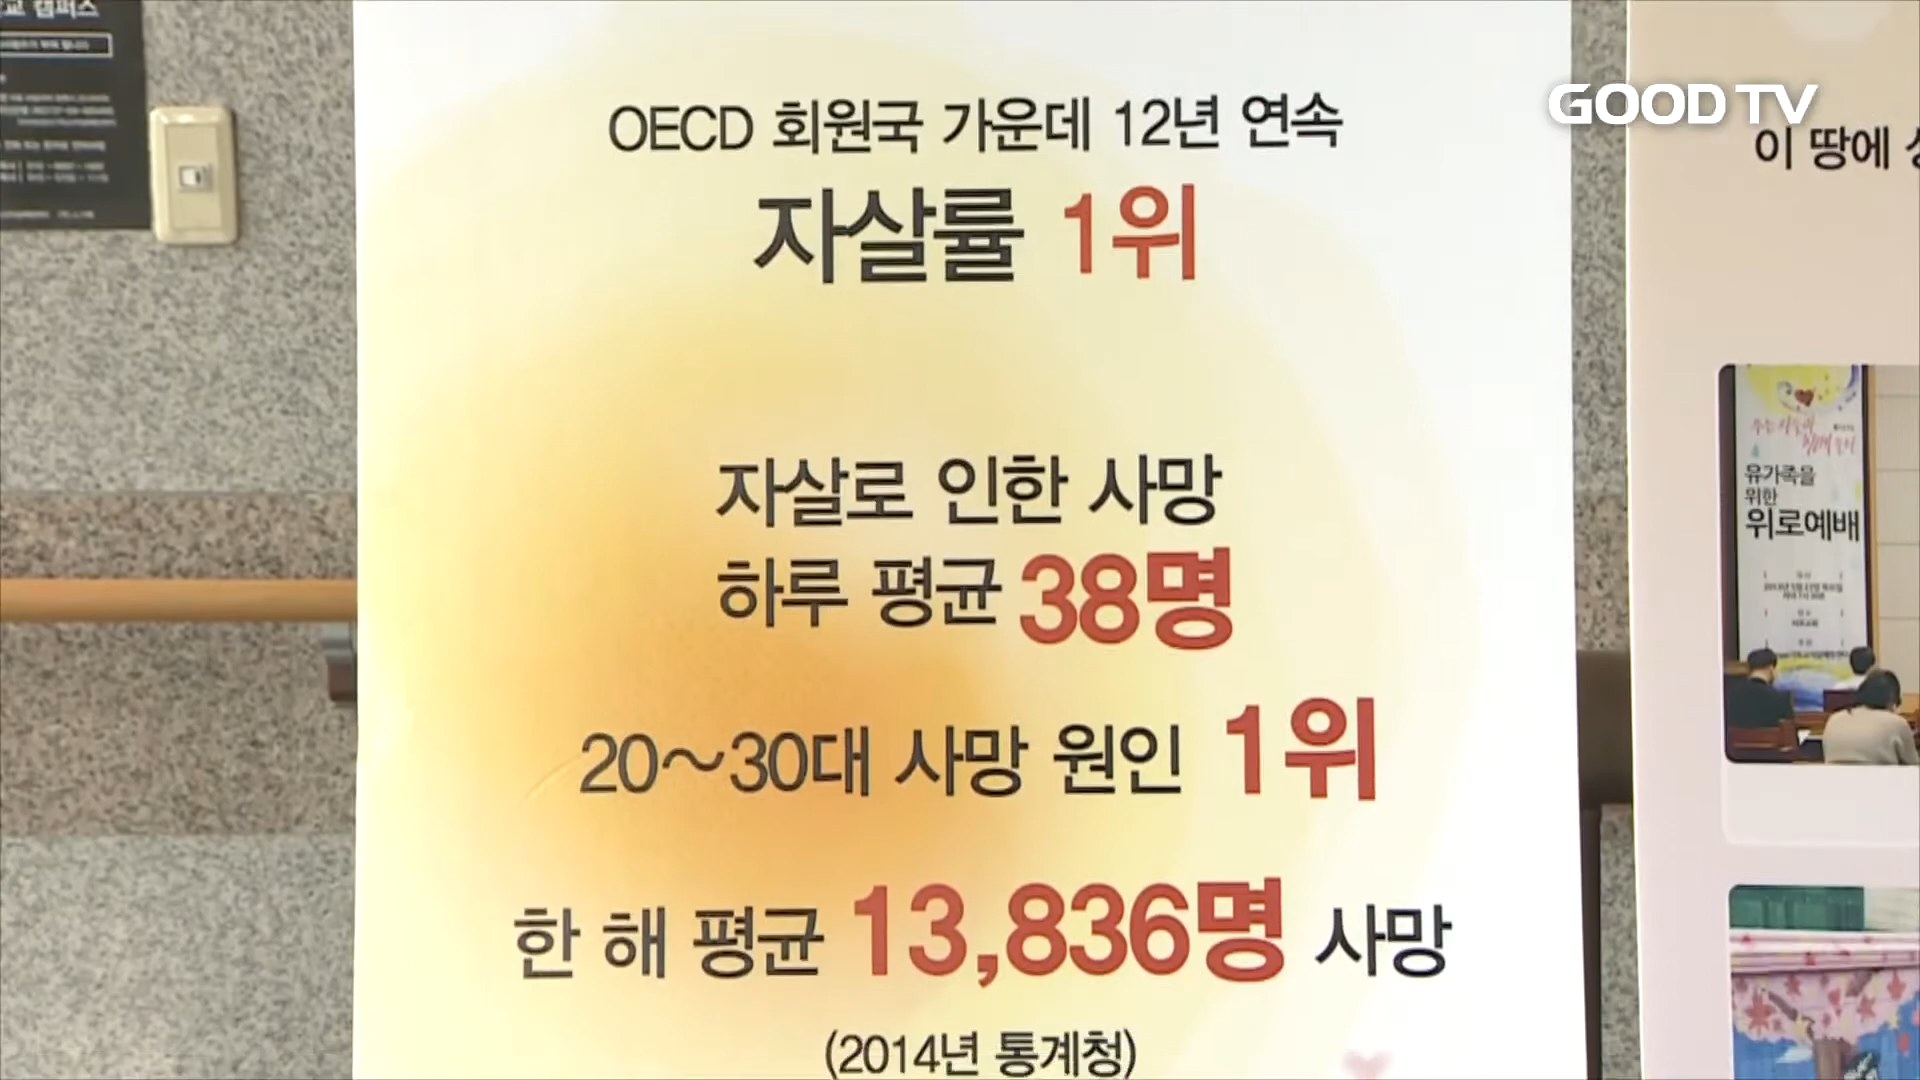 OECD 회원국 가운데 12년 연속
자살률 1위
자살로 인한 사망
하루 평균 38명
20~30대 사망 원인 1위
한 해 평균 13,836명 사망
(2014년 통계청)
GOOD TV
이 땅에
유가족을
위한
위로예배